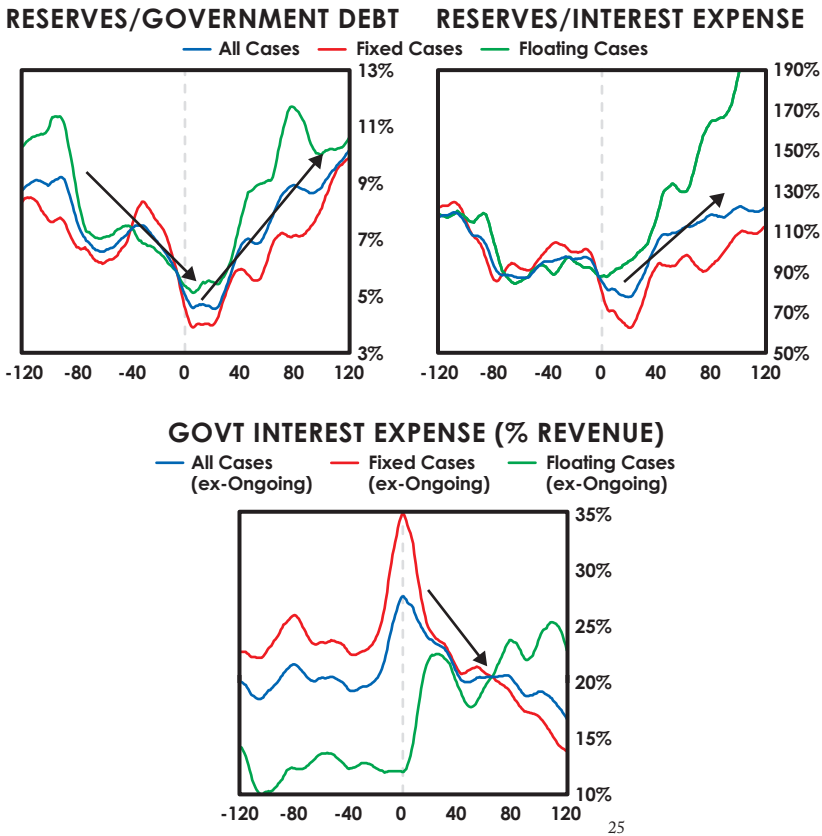 RESERVES/GOVERNMENT DEBT
RESERVES/INTEREST EXPENSE
All Cases Fixed Cases Floating Cases
13%
11%
9%
7%
5%
3%
-120 -80 -40 0 40 80 120
190%
170%
150%
130%
110%
90%
70%
50%
-120 -80 -40 0 40 80 120
GOVT INTEREST EXPENSE (% REVENUE)
All Cases Fixed Cases Floating Cases
(ex-Ongoing) (ex-Ongoing) (ex-Ongoing)
35%
30%
25%
20%
15%
10%
-120 -80 -40 0 40 80 120
25